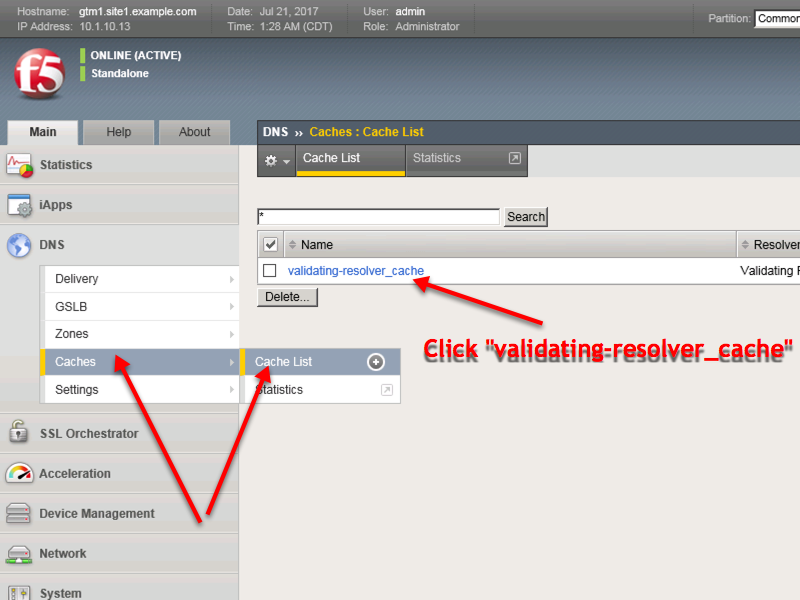 Hostname: gtm1.site1.example.com Date: Jul 21, 2017 User: admin
IP Address: 10.1.10.13 Time: 1:28 AM (CDT) Role: Administrator
Partition: Common
f5
ONLINE (ACTIVE)
Standalone
Main Help About
DNS ›› Caches : Cache List
Cache List Statistics
Statistics
iApps
DNS
Delivery
GSLB
Zones
Caches
Settings
Cache List
Statistics
SSL Orchestrator
Acceleration
Device Management
Network
System
* Search
Name Resolver
validating-resolver_cache Validating
Delete...
Click "validating-resolver_cache"